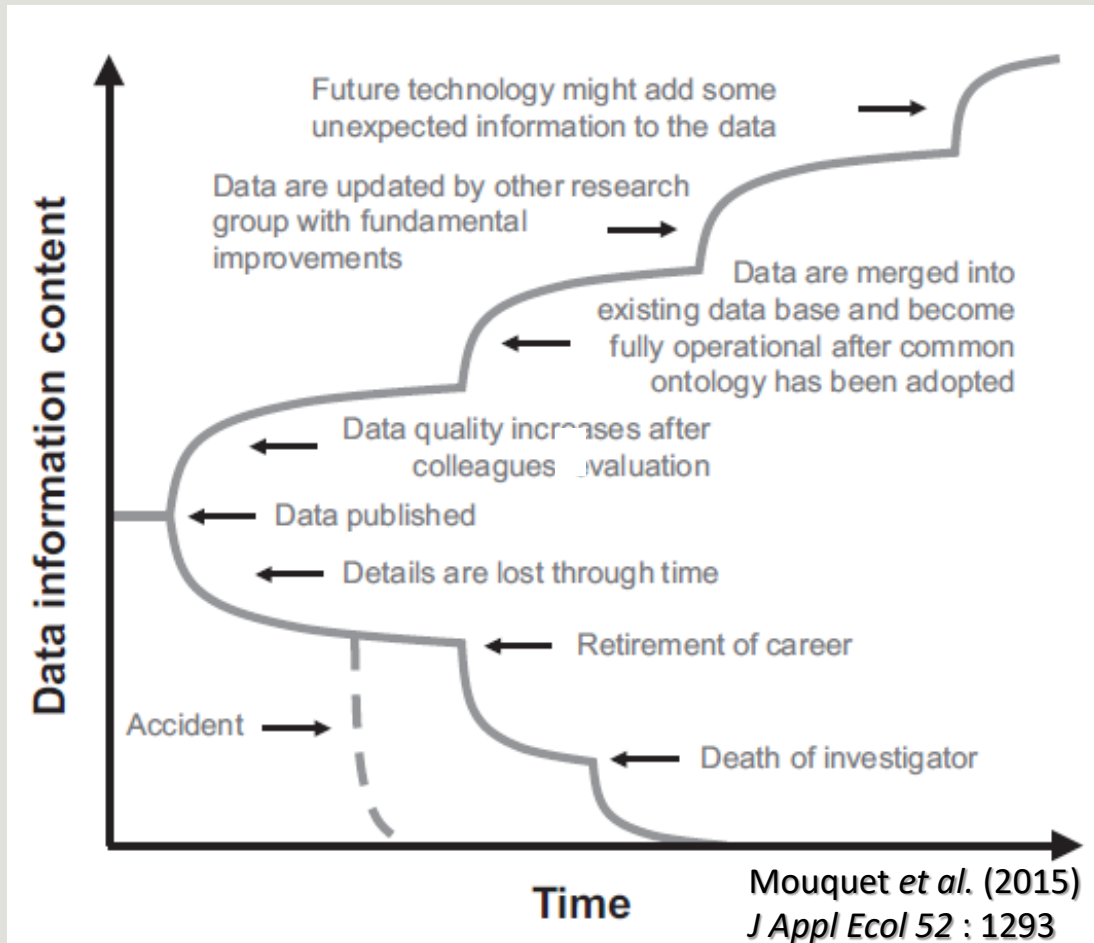 Future technology might add some
unexpected information to the data
Data are updated by other research
group with fundamental
improvements
Data are merged into
existing data base and become
fully operational after common
ontology has been adopted
Data quality increases after
colleagues evaluation
Data published
Details are lost through time
Retirement of career
Accident
Death of investigator
Data information content
Time
Mouquet et al. (2015)
J Appl Ecol 52 : 1293